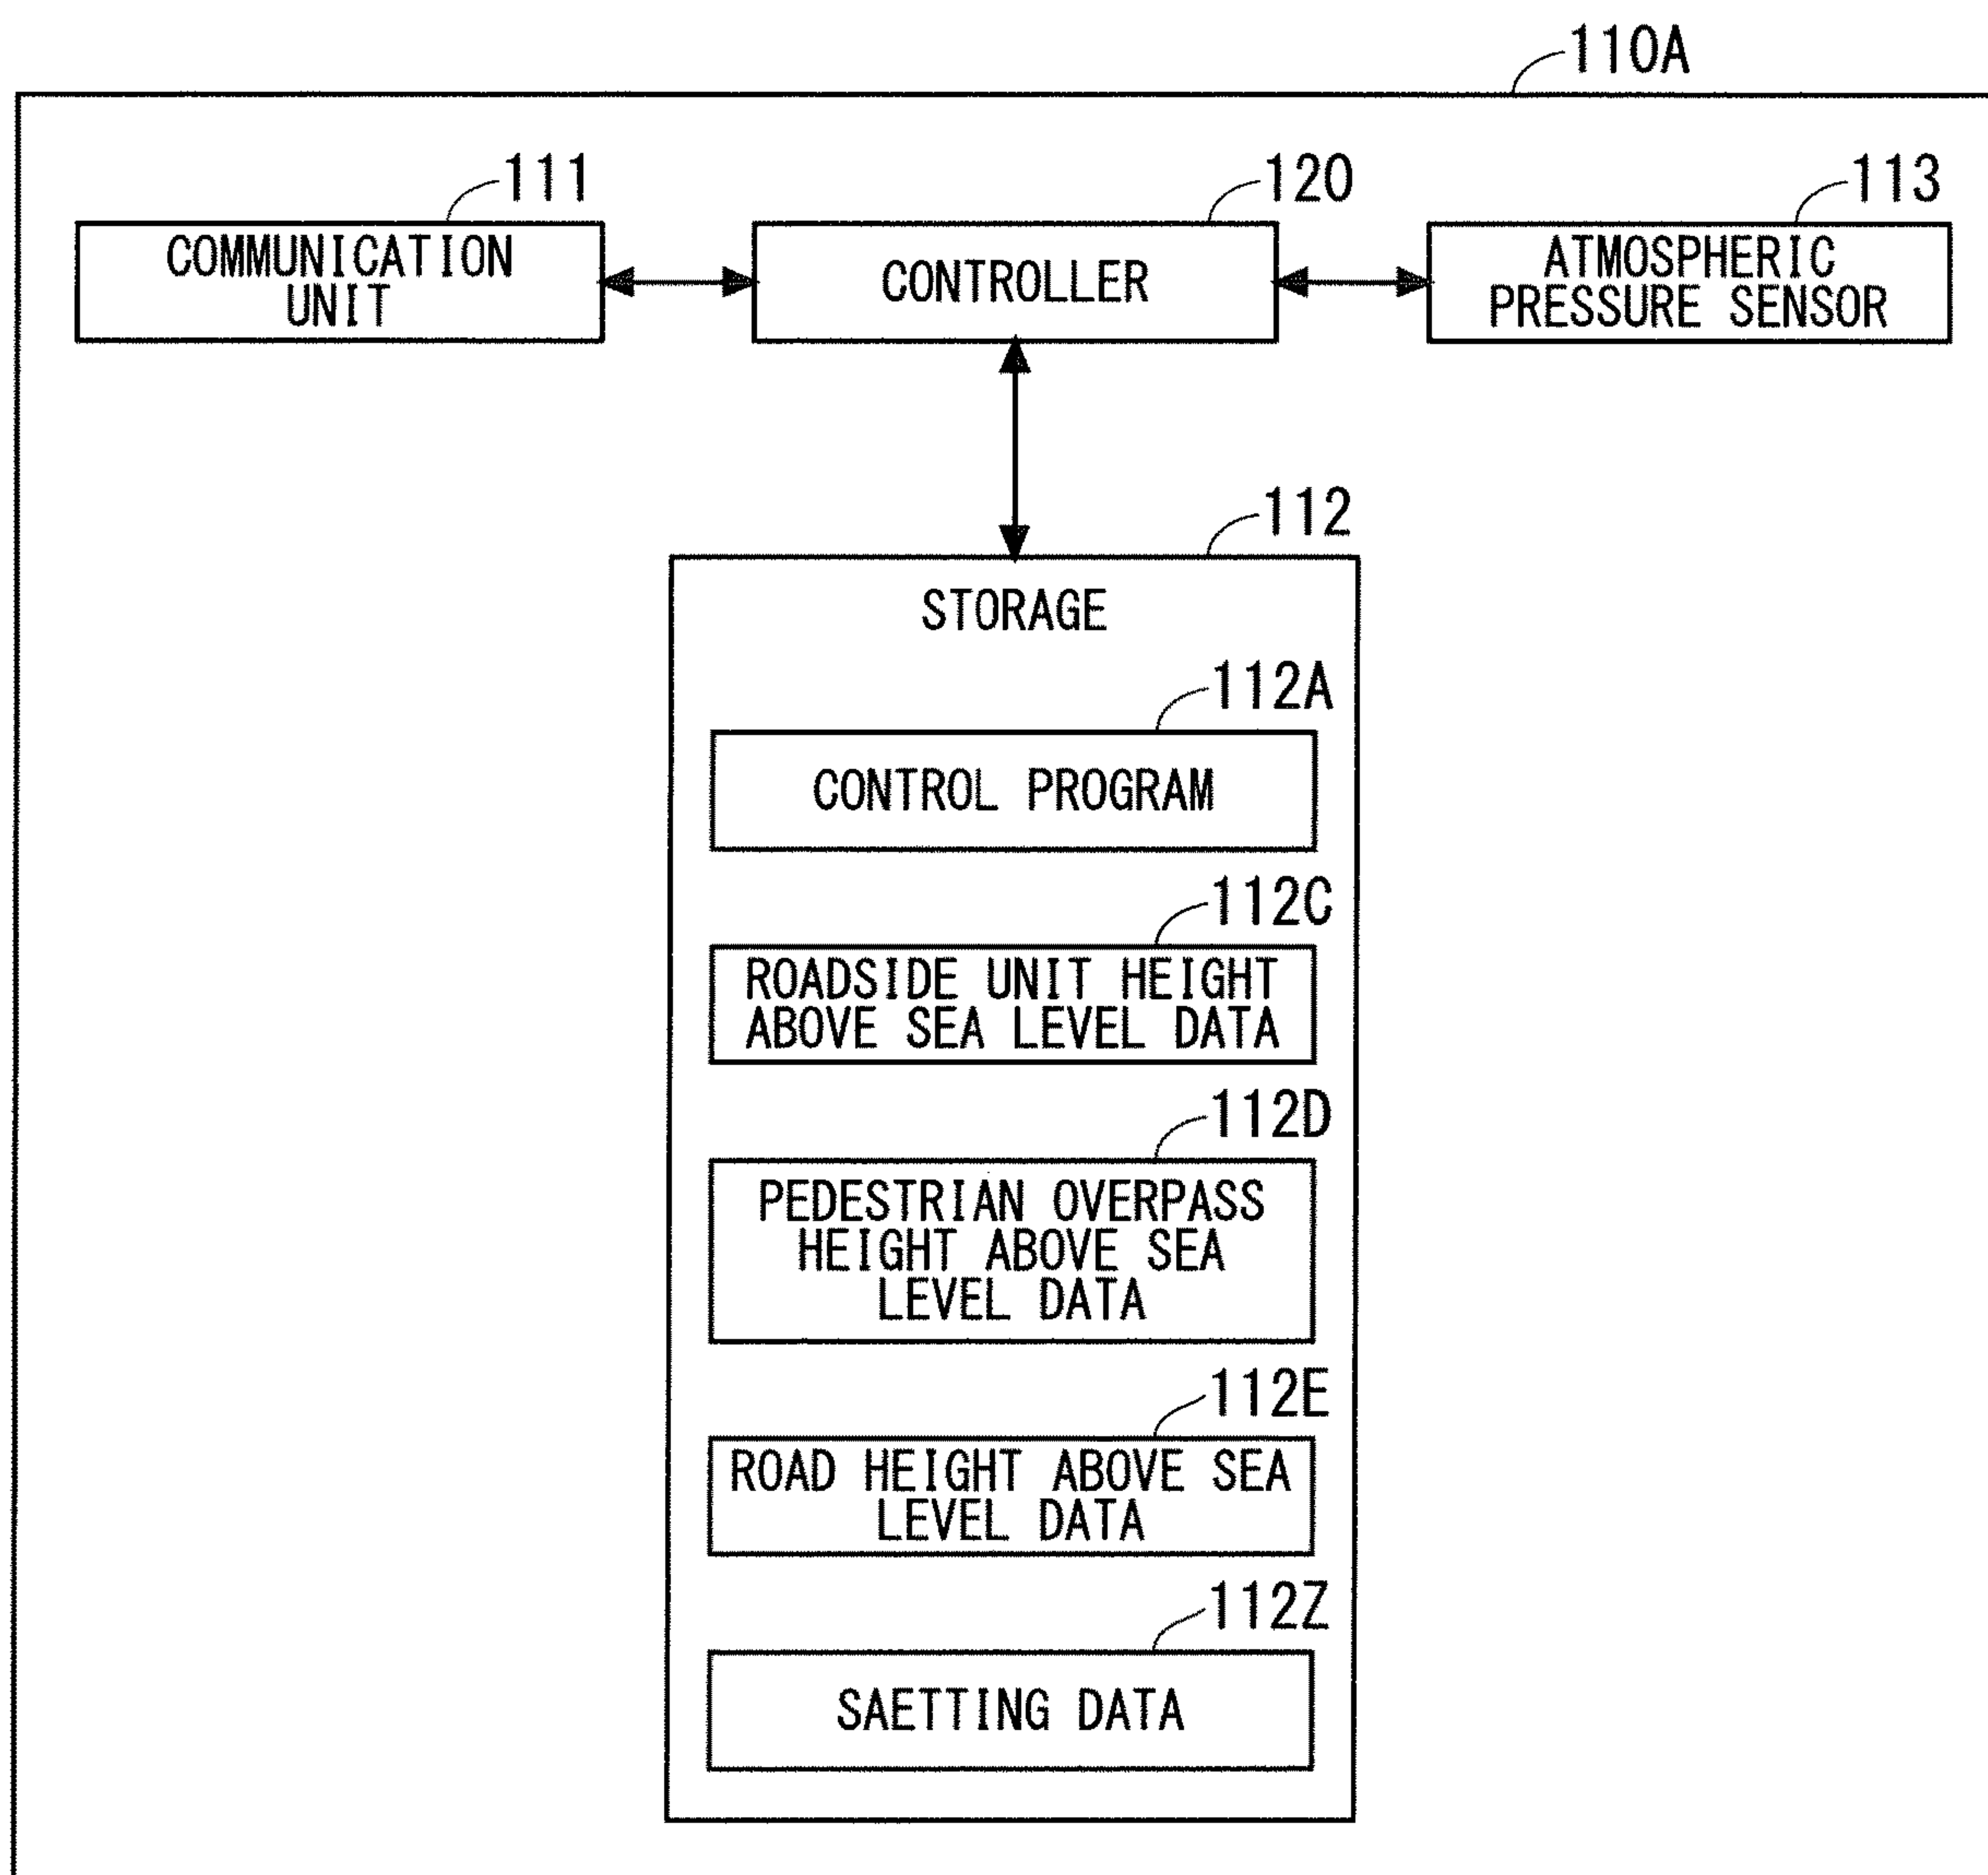 110A
111
120
113
COMMUNICATION
UNIT
CONTROLLER
ATMOSPHERIC
PRESSURE SENSOR
112
STORAGE
112A
CONTROL PROGRAM
112C
ROADSIDE UNIT HEIGHT
ABOVE SEA LEVEL DATA
112D
PEDESTRIAN OVERPASS
HEIGHT ABOVE SEA
LEVEL DATA
112E
ROAD HEIGHT ABOVE SEA
LEVEL DATA
112Z
SAETTING DATA